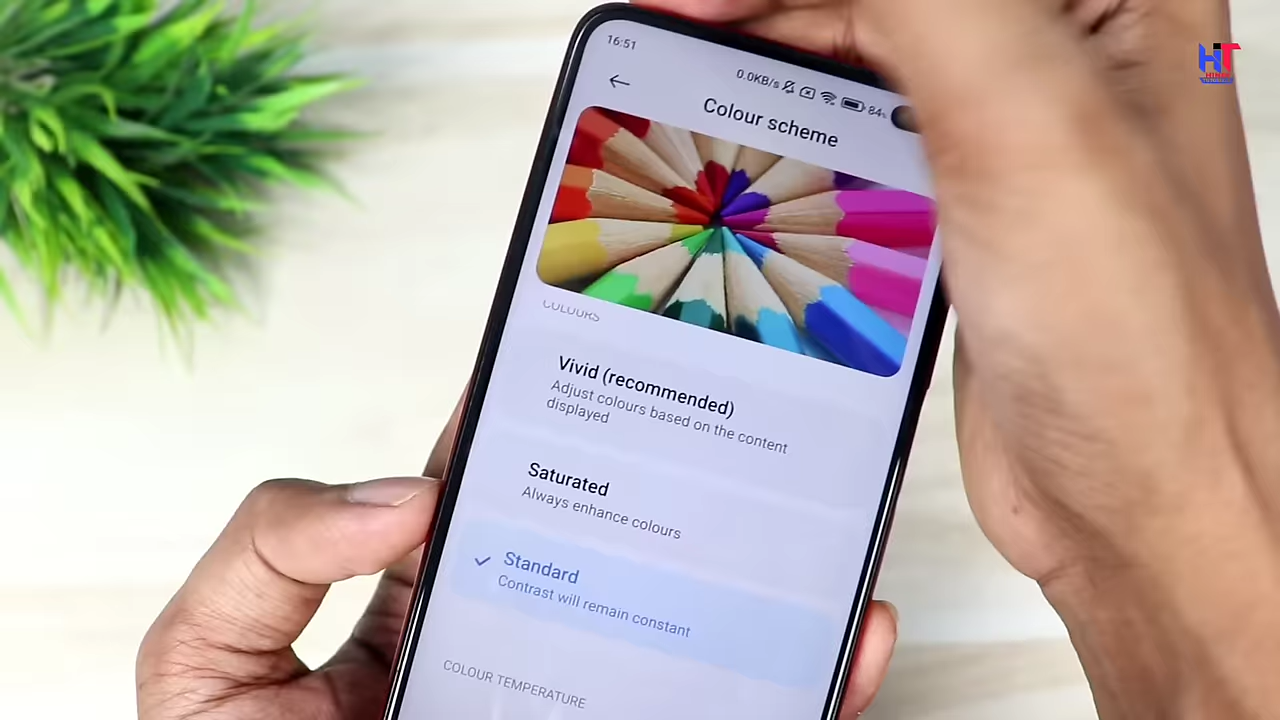 16:51
0.0KB/s
84%
HT
Colour scheme
COLOURS
Vivid (recommended)
Adjust colours based on the content
displayed
Saturated
Always enhance colours
Standard
Contrast will remain constant
COLOUR TEMPERATURE